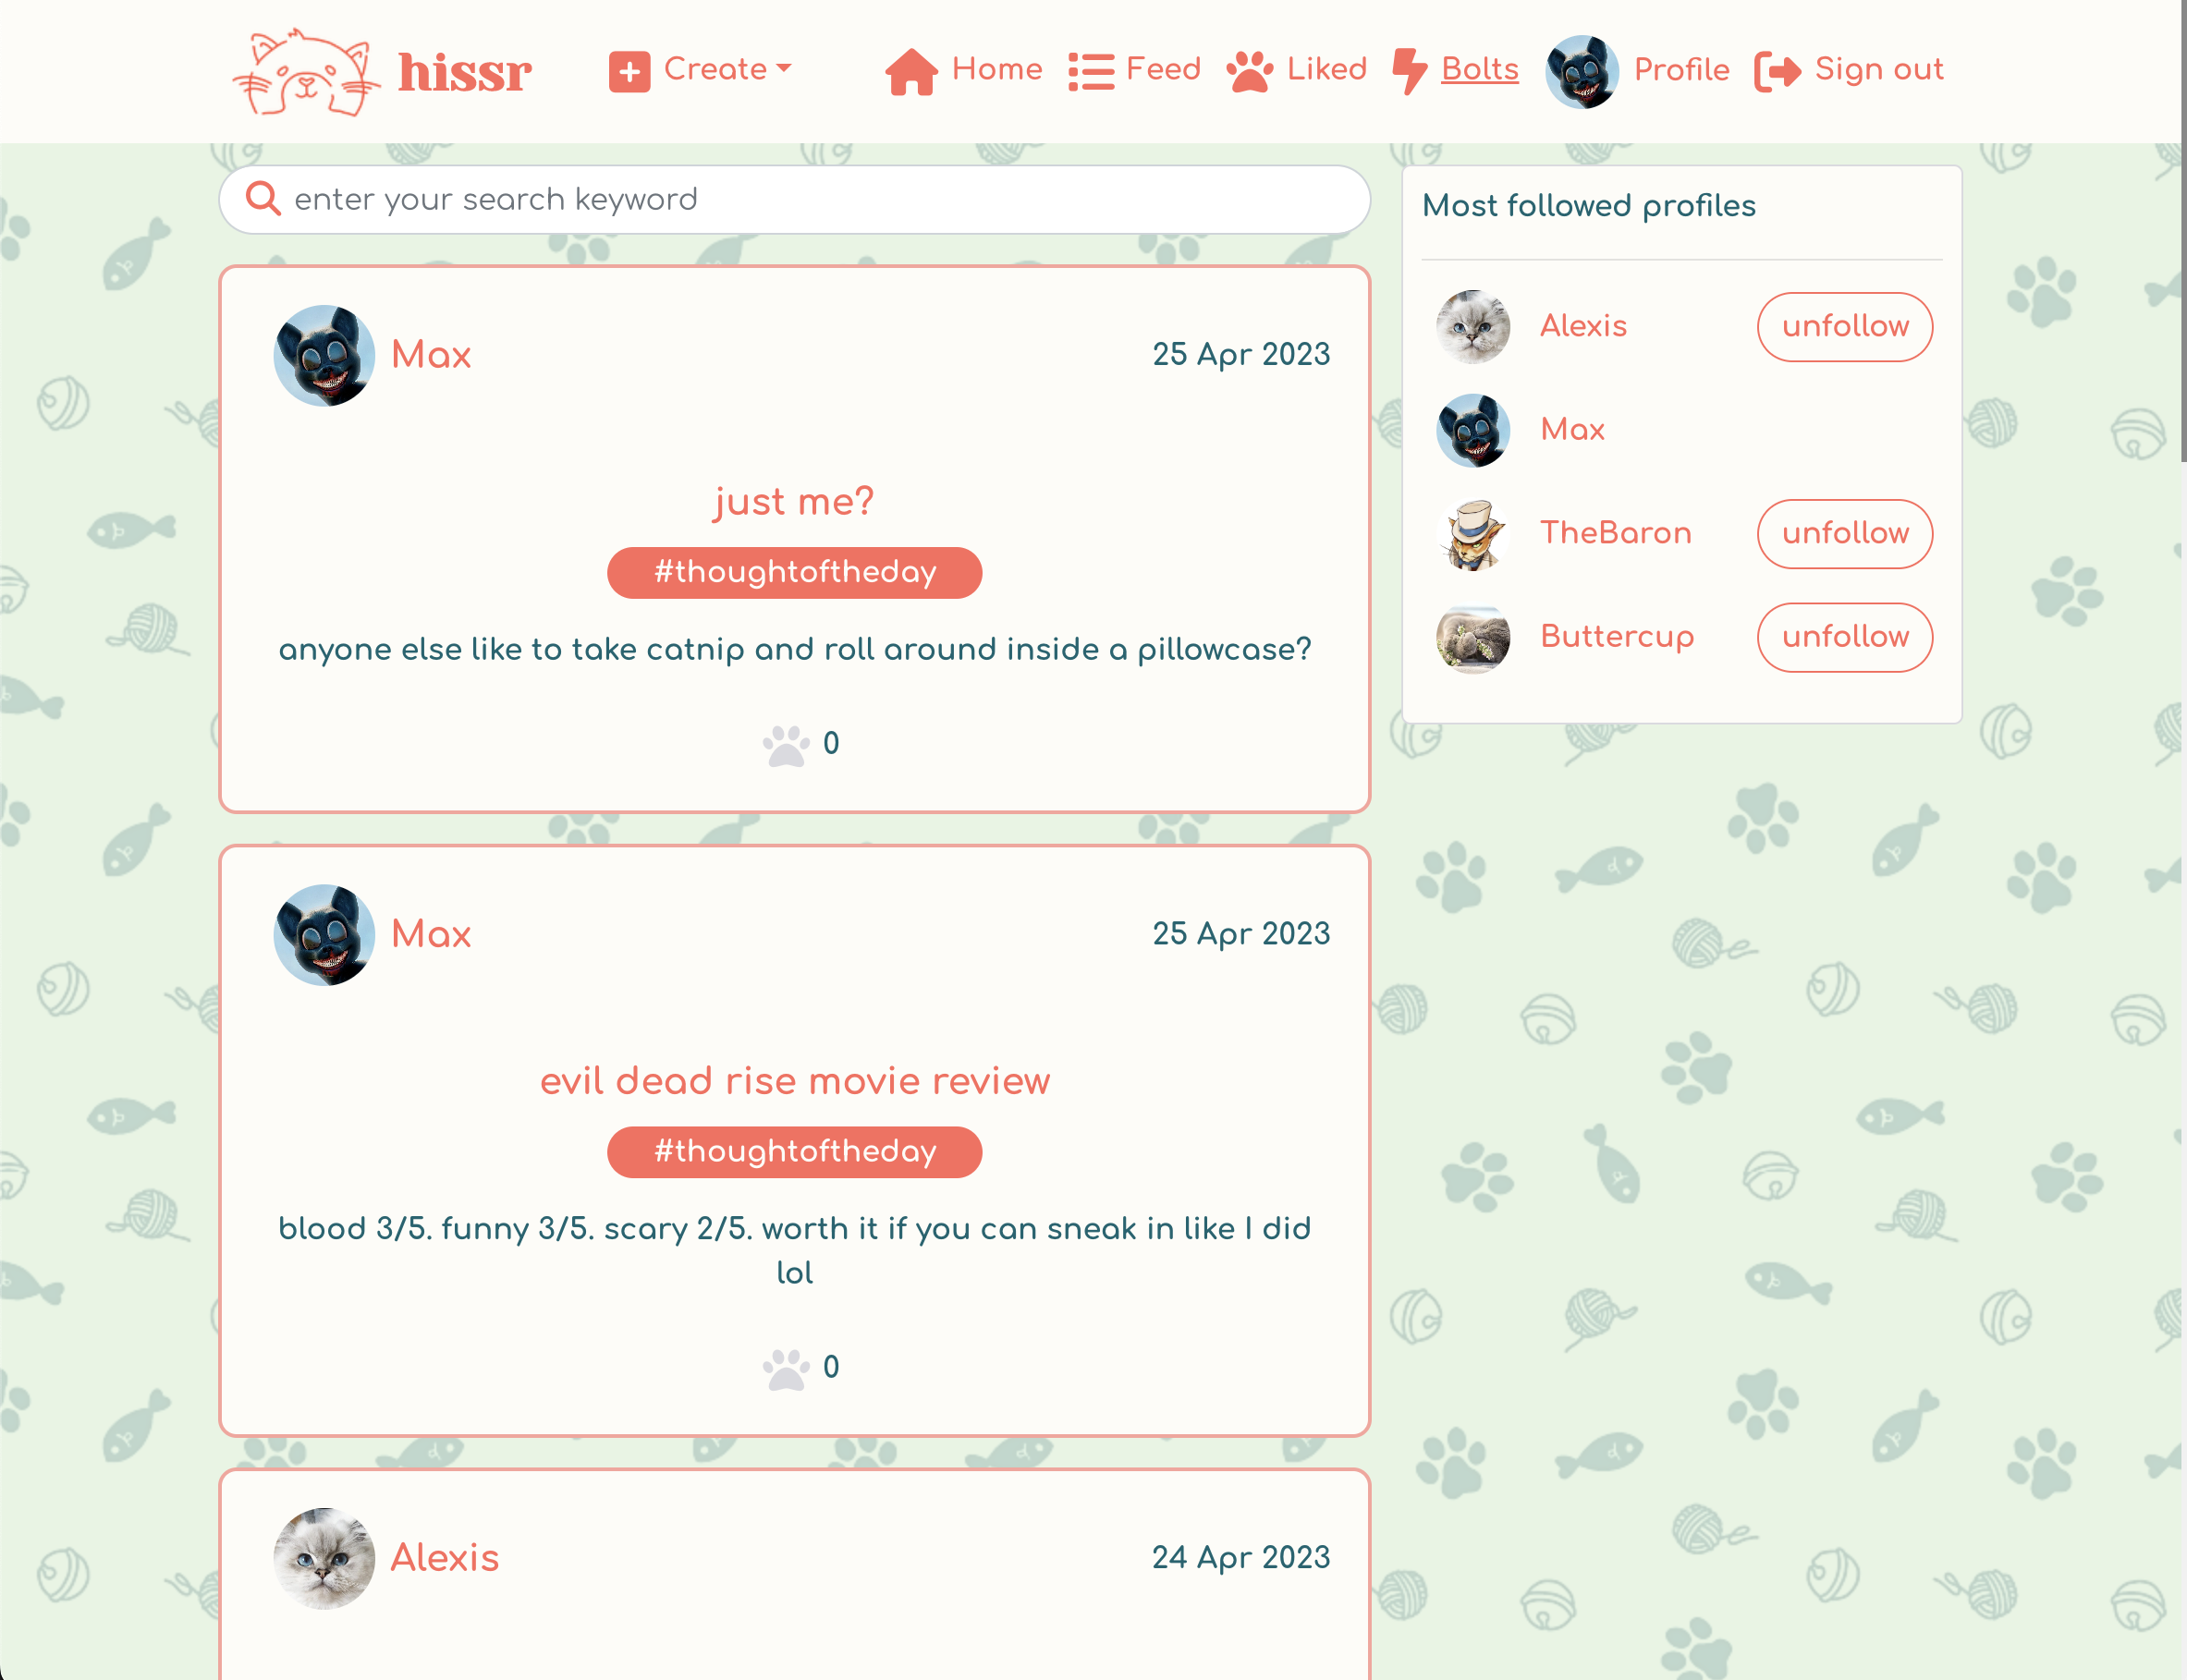 hissr
Create
Home
Feed
Liked
Bolts
Profile
Sign out
enter your search keyword
Max
25 Apr 2023
just me?
#thoughtoftheday
anyone else like to take catnip and roll around inside a pillowcase?
0
Max
25 Apr 2023
evil dead rise movie review
#thoughtoftheday
blood 3/5. funny 3/5. scary 2/5. worth it if you can sneak in like I did
lol
0
Alexis
24 Apr 2023
Most followed profiles
Alexis
unfollow
Max
TheBaron
unfollow
Buttercup
unfollow